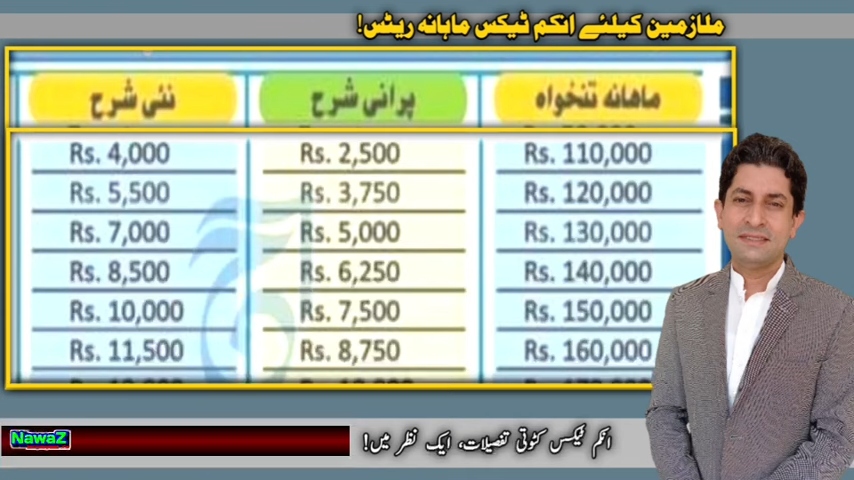 ملازمین کیلئے انکم ٹیکس ماہانہ ریٹس!
ماھانہ تنخواہ پرانی شرح نئی شرح
Rs. 110,000 Rs. 2,500 Rs. 4,000
Rs. 120,000 Rs. 3,750 Rs. 5,500
Rs. 130,000 Rs. 5,000 Rs. 7,000
Rs. 140,000 Rs. 6,250 Rs. 8,500
Rs. 150,000 Rs. 7,500 Rs. 10,000
Rs. 160,000 Rs. 8,750 Rs. 11,500
انکم ٹیکس کٹوتی تفصیلات، ایک نظر میں!
NawaZ